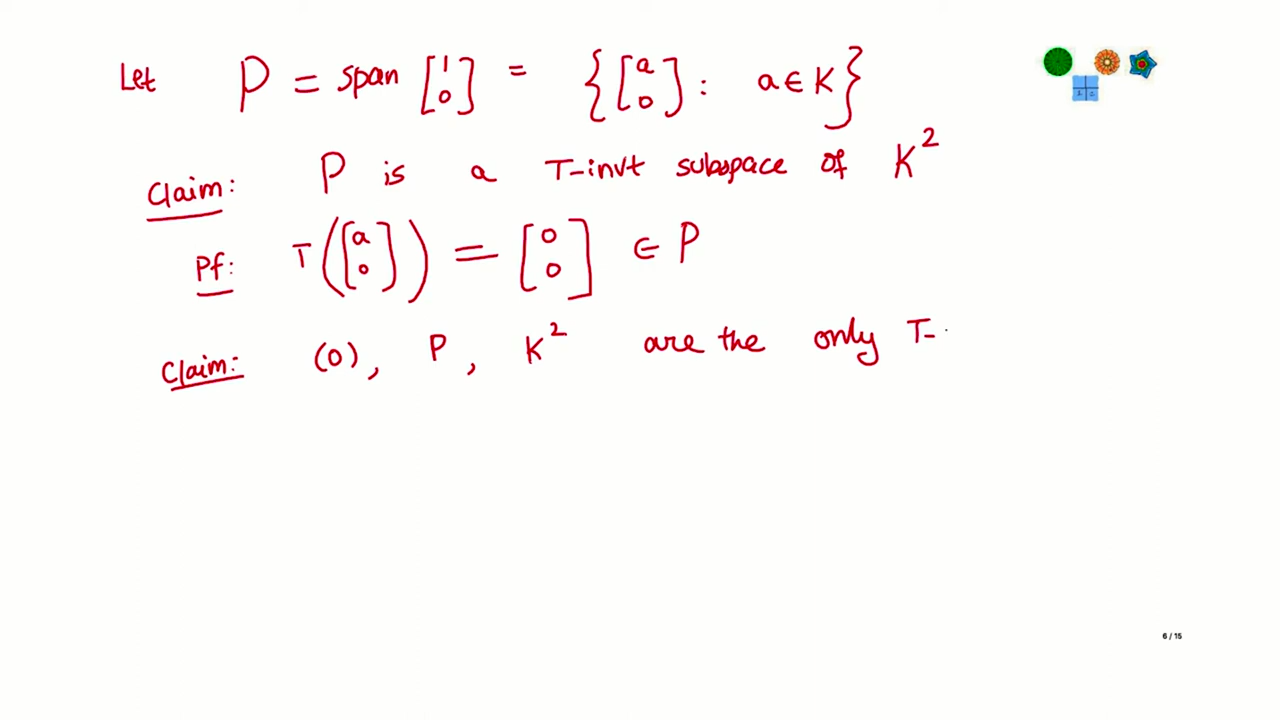 Let P = span [1 0] = { [a 0] : a ∈ K }
Claim: P is a T-invt subspace of K²
Pf: T([a 0]) = [0 0] ∈ P
Claim: (0), P, K² are the only T-
6 / 15